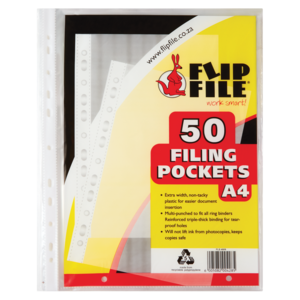 www.flipfile.co.za
FLIP
FILE
work smart!
50
FILING
POCKETS
A4
• Extra width, non-tacky
plastic for easier document
insertion
• Multi-punched to fit all ring binders
Reinforced triple-thick binding for tear-
proof holes
• Will not lift ink from photocopies, keeps
copies safe